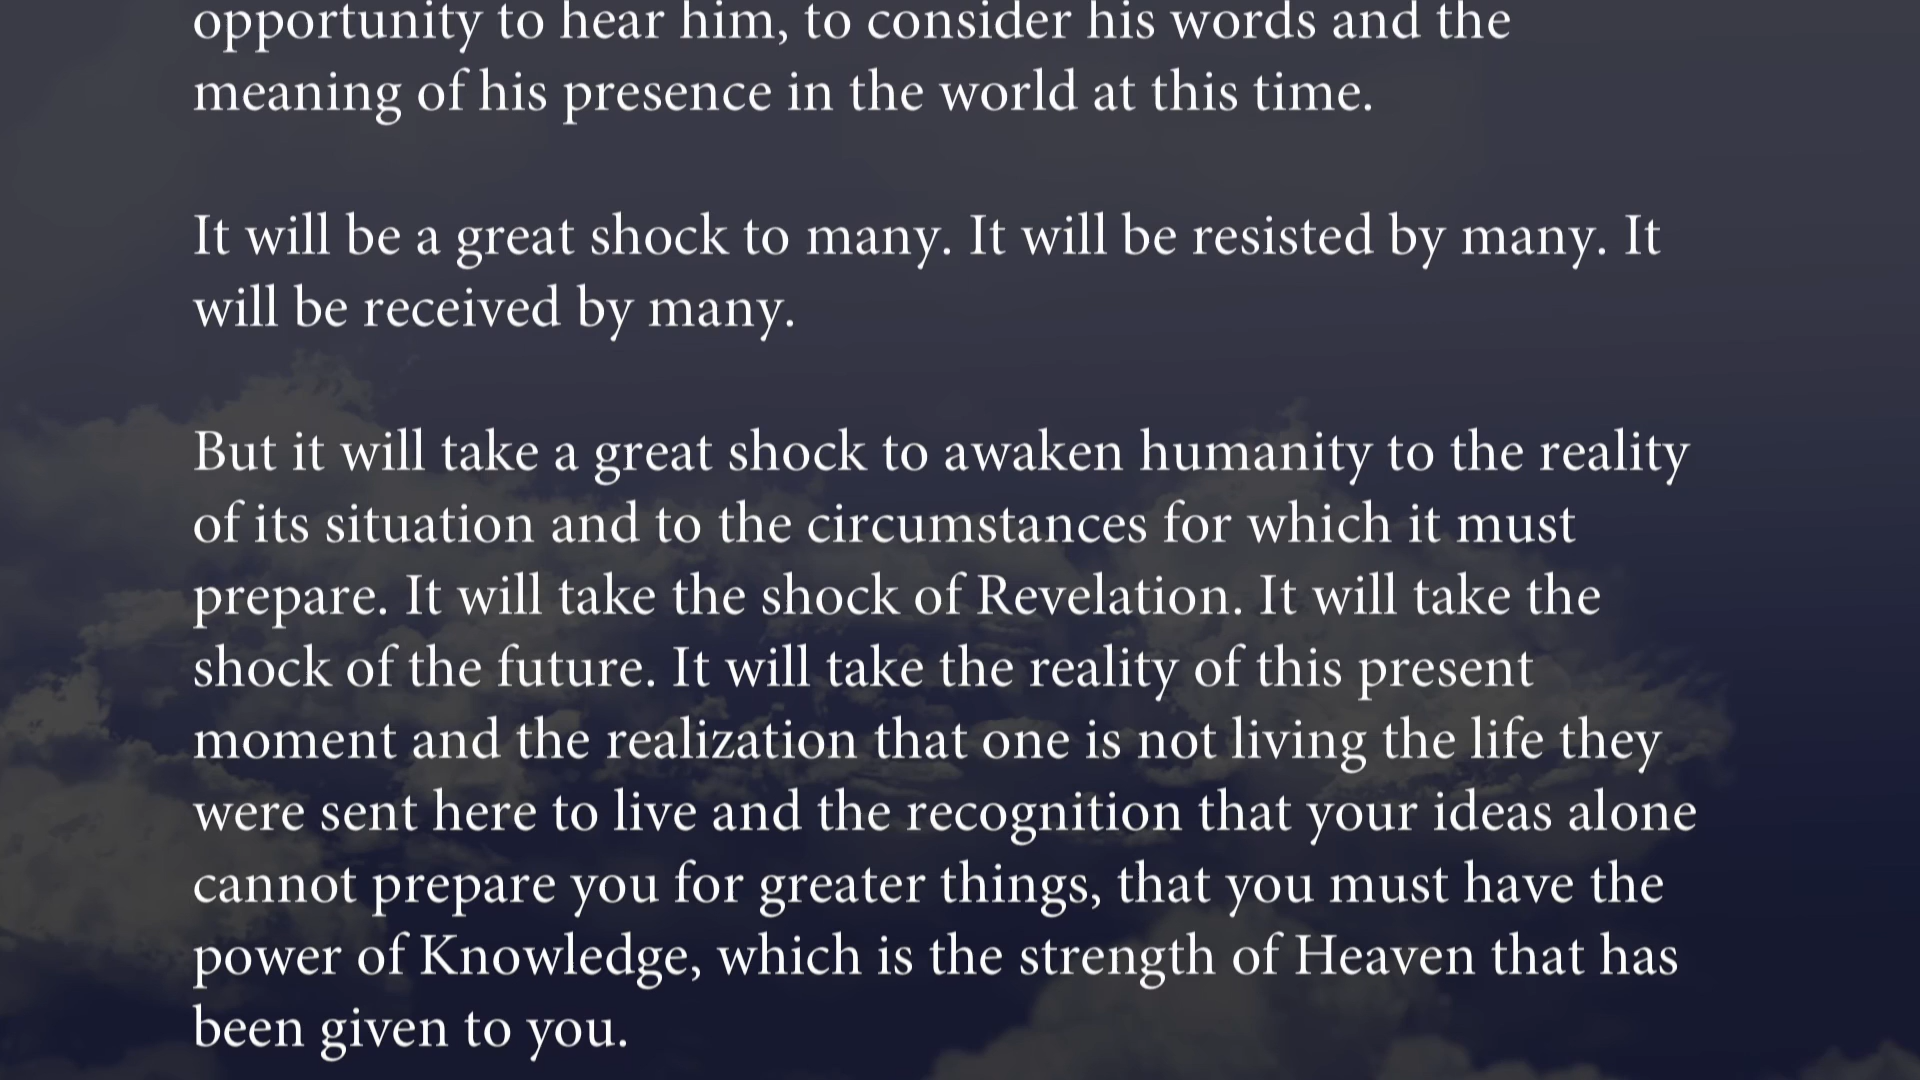 opportunity to hear him, to consider his words and the
meaning of his presence in the world at this time.
It will be a great shock to many. It will be resisted by many. It
will be received by many.
But it will take a great shock to awaken humanity to the reality
of its situation and to the circumstances for which it must
prepare. It will take the shock of Revelation. It will take the
shock of the future. It will take the reality of this present
moment and the realization that one is not living the life they
were sent here to live and the recognition that your ideas alone
cannot prepare you for greater things, that you must have the
power of Knowledge, which is the strength of Heaven that has
been given to you.